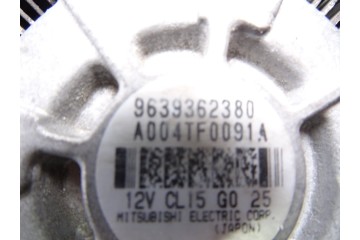 9639362380
A004TF0091A
12V CL15 G0 25
MITSUBISHI ELECTRIC CORP.
(JAPAN)